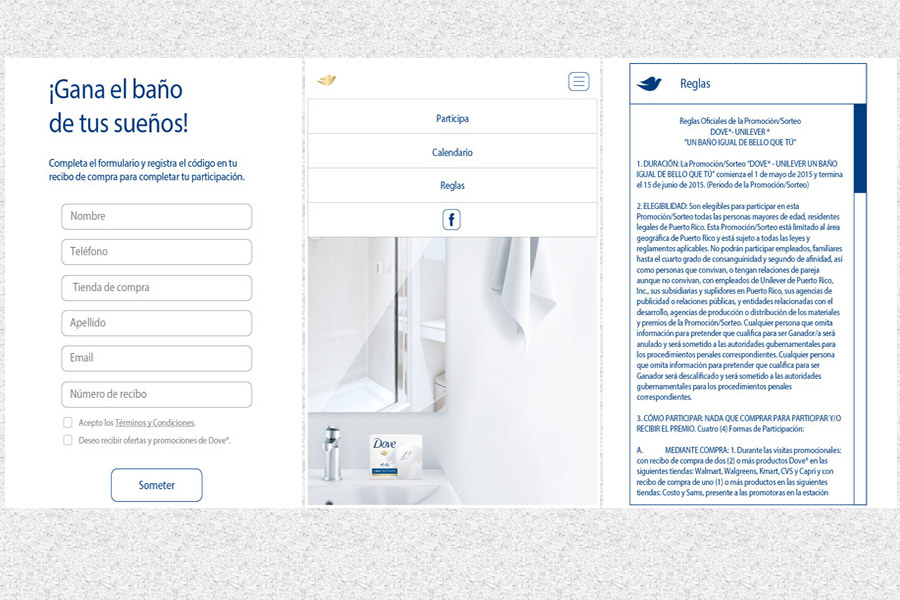 ¡Gana el baño
de tus sueños!
Completa el formulario y registra el código en tu
recibo de compra para completar tu participación.
Nombre
Teléfono
Tienda de compra
Apellido
Email
Número de recibo
Acepto los Términos y Condiciones.
Deseo recibir ofertas y promociones de Dove*.
Someter
Participa
Calendario
Reglas
f
Dove
Reglas
Reglas Oficiales de la Promoción/Sorteo
DOVE*- UNILEVER *
"UN BAÑO IGUAL DE BELLO QUE TÚ"
1. DURACIÓN: La Promoción/Sorteo "DOVE* - UNILEVER UN BAÑO
IGUAL DE BELLO QUE TÚ" comienza el 1 de mayo de 2015 y termina
el 15 de junio de 2015. (Periodo de la Promoción/Sorteo)
2. ELEGIBILIDAD: Son elegibles para participar en esta
Promoción/Sorteo todas las personas mayores de edad, residentes
legales de Puerto Rico. Esta Promoción/Sorteo está limitado al área
geográfica de Puerto Rico y está sujeto a todas las leyes y
reglamentos aplicables. No podrán participar empleados, familiares
hasta el cuarto grado de consanguinidad y segundo de afinidad, así
como personas que convivan, o tengan relaciones de pareja
aunque no convivan, con empleados de Unilever de Puerto Rico,
Inc., sus subsidiarias y suplidores en Puerto Rico, sus agencias de
publicidad o relaciones públicas, y entidades relacionadas con el
desarrollo, agencias de producción o distribución de los materiales
y premios de la Promoción/Sorteo. Cualquier persona que omita
información para pretender que cualifica para ser Ganador/a será
anulado y será sometido a las autoridades gubernamentales para
los procedimientos penales correspondientes. Cualquier persona
que omita información para pretender que cualifica para ser
Ganador será descalificado y será sometido a las autoridades
gubernamentales para los procedimientos penales
correspondientes.
3. CÓMO PARTICIPAR: NADA QUE COMPRAR PARA PARTICIPAR Y/O
RECIBIR EL PREMIO. Cuatro (4) Formas de Participación:
A. MEDIANTE COMPRA: 1. Durante las visitas promocionales:
con recibo de compra de dos (2) o más productos Dove* en las
siguientes tiendas: Walmart, Walgreens, Kmart, CVS y Capri y con
recibo de compra de uno (1) o más productos en las siguientes
tiendas: Costo y Sams, presente a las promotoras en la estación